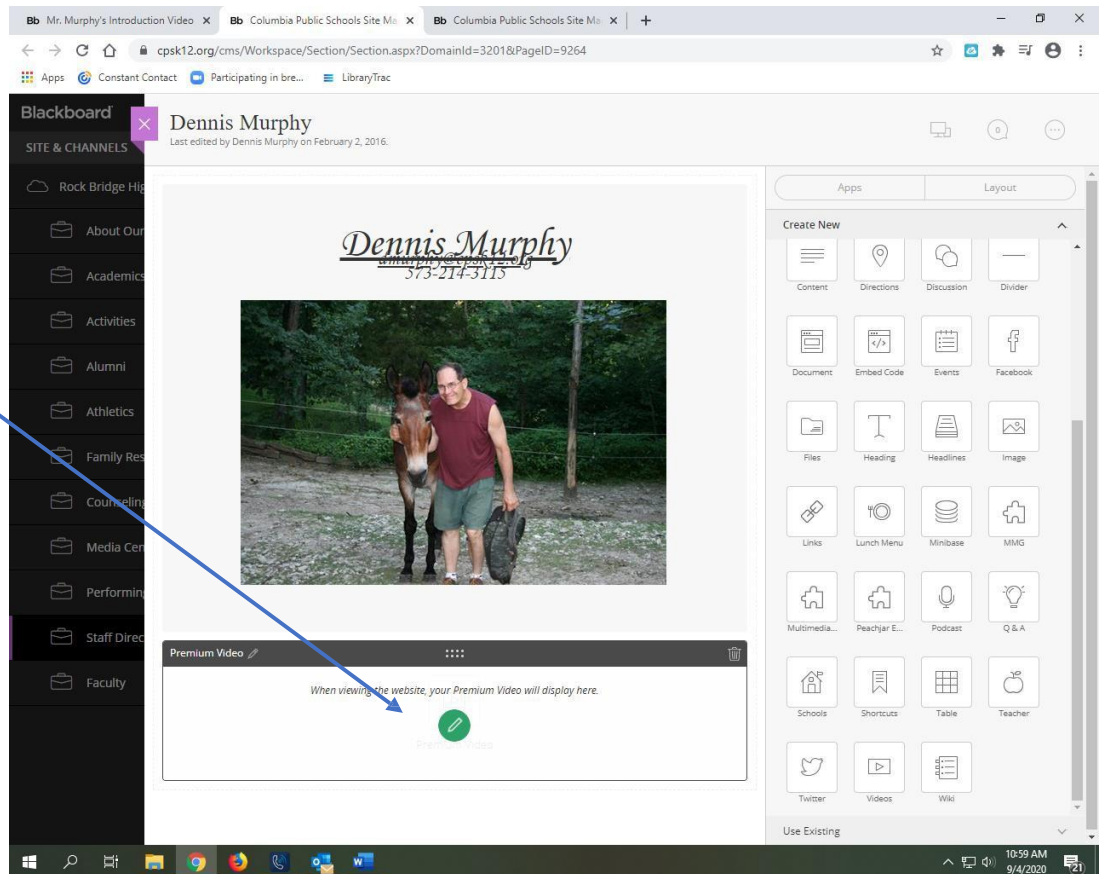 Bb Mr. Murphy's Introduction Video
Bb Columbia Public Schools Site Ma
Bb Columbia Public Schools Site Ma
cpsk12.org/cms/Workspace/Section/Section.aspx?DomainId=3201&PageID=9264
Apps Constant Contact Participating in bre... LibraryTrac
Blackboard
SITE & CHANNELS
Rock Bridge Hig
About Our
Academics
Activities
Alumni
Athletics
Family Res
Counseling
Media Cen
Performing
Staff Direc
Faculty
Dennis Murphy
Last edited by Dennis Murphy on February 2, 2016.
0
Dennis Murphy
dmurphy@cpsk12.org
573-214-3115
Premium Video
When viewing the website, your Premium Video will display here.
Premium Video
Apps Layout
Create New
Content Directions Discussion Divider
Document Embed Code Events Facebook
Files Heading Headlines Image
Links Lunch Menu Minibase MMG
Multimedia... Peachjar E... Podcast Q & A
Schools Shortcuts Table Teacher
Twitter Videos Wiki
Use Existing
10:59 AM
9/4/2020
21